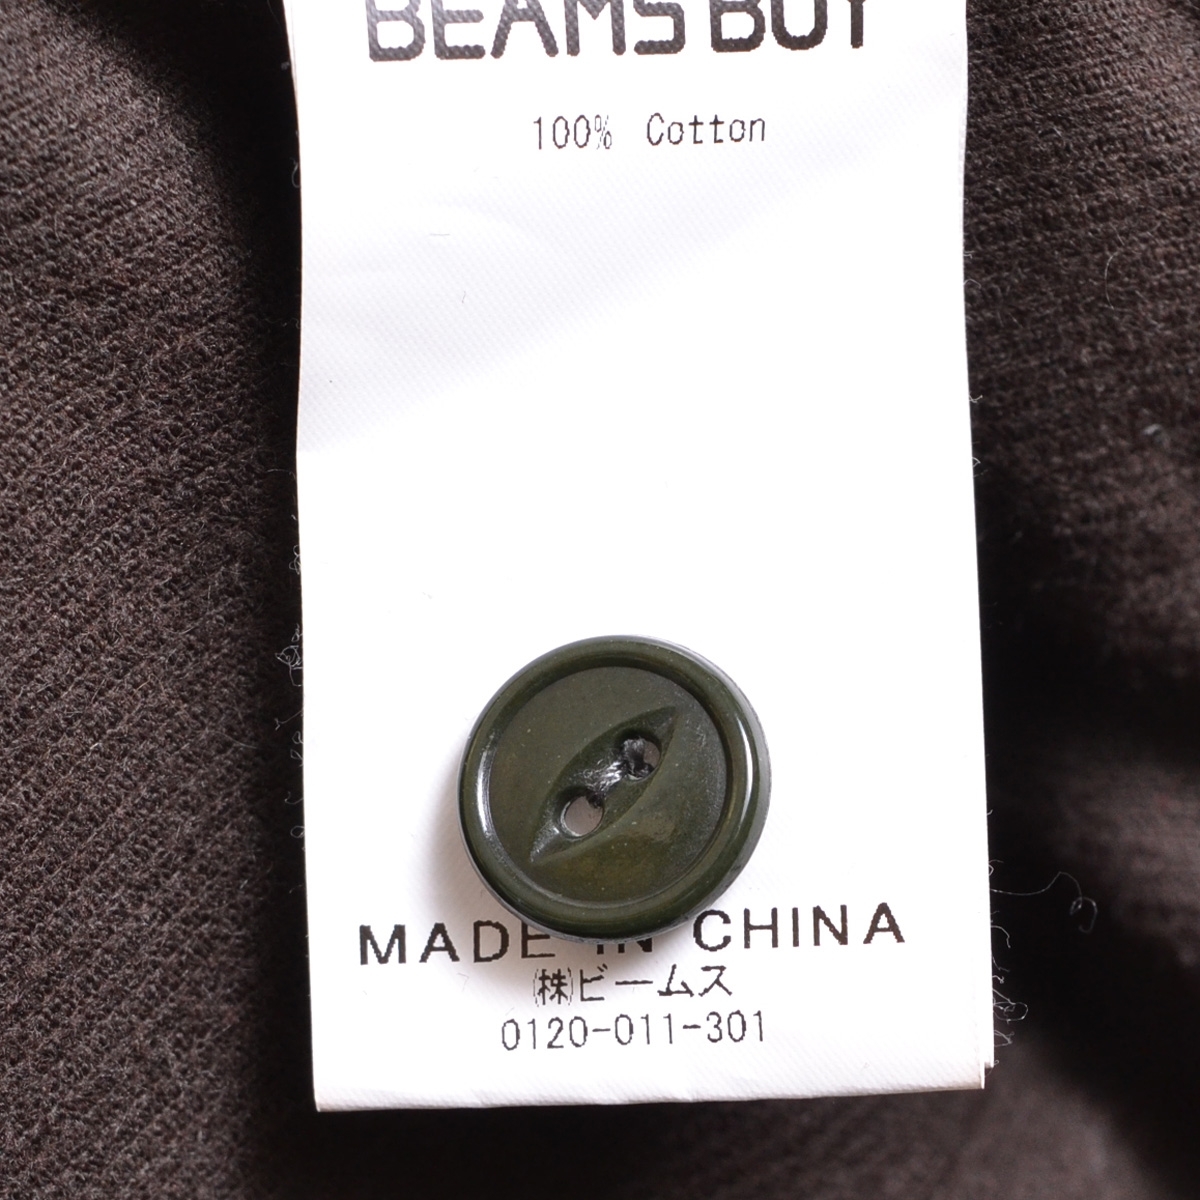 BEAMS BOY
100% Cotton
MADE IN CHINA
㈱ビームス
0120-011-301